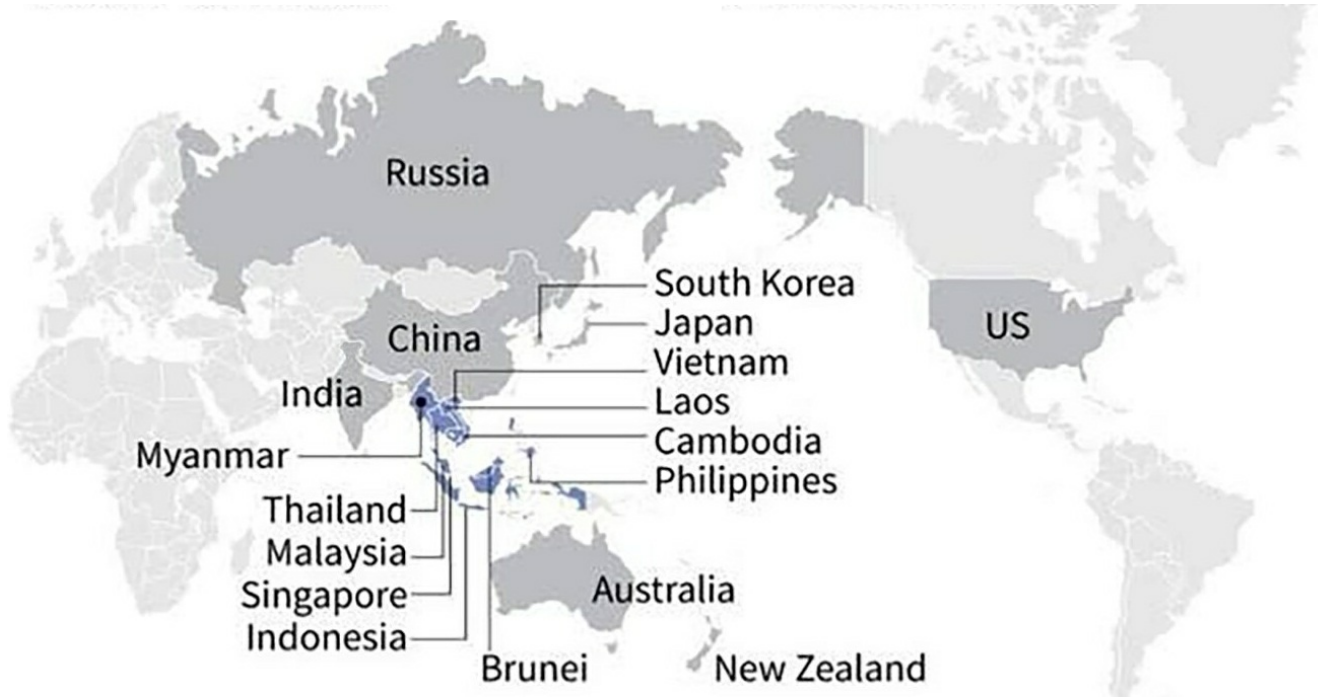 Russia
South Korea
China
Japan
US
Vietnam
India
Laos
Cambodia
Myanmar
Philippines
Thailand
Malaysia
Singapore
Australia
Indonesia
Brunei
New Zealand